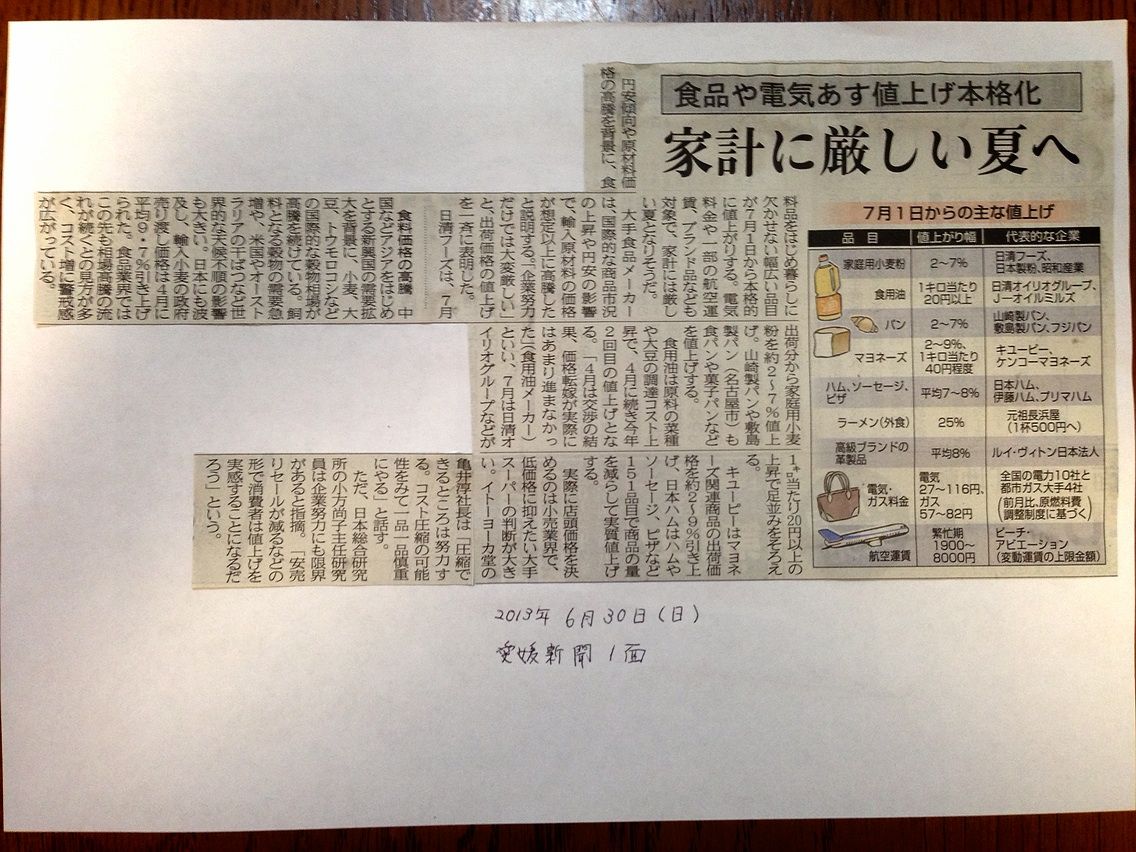 食品や電気あす値上げ本格化
家計に厳しい夏へ
円安傾向や原材料価
格の高騰を背景に、食
料品をはじめ暮らしに
欠かせない幅広い品目
が7月1日から本格的
に値上がりする。電気
料金や一部の航空運
賃、ブランド品なども
対象で、家計には厳し
い夏となりそうだ。
大手食品メーカー
は、国際的な商品市況
の上昇や円安の影響
で、輸入原材料の価格
が想定以上に高騰した
と説明する。「企業努力
だけでは大変厳しい」
と、出荷価格の値上げ
を一斉に表明した。
日清フーズは、7月
出荷分から家庭用小麦
粉を約2~7%値上
げ。山崎製パンや敷島
製パン(名古屋市)も
食パンや菓子パンなど
を値上げする。
食用油は原料の菜種
や大豆の調達コスト上
昇で、4月に続き今年
2回目の値上げとな
る。「4月は交渉の結
果、価格転嫁が実際に
はあまり進まなかっ
た」(食用油メーカー)
といい、7月は日清オ
イリオグループなどが
1㌔当たり20円以上の
上昇で足並みをそろえ
る。
キユーピーはマヨネ
ーズ関連商品の出荷価
格を約2~9%引き上
げ、日本ハムはハムや
ソーセージ、ピザなど
151品目で商品の量
を減らして実質値上げ
する。
実際に店頭価格を決
めるのは小売業界で、
低価格に抑えたい大手
スーパーの判断が大き
い。イトーヨーカ堂の
亀井淳社長は「圧縮で
きるところは努力す
る。コスト圧縮の可能
性をみて、一品一品慎重
にやる」と話す。
ただ、日本総合研究
所の小方尚子主任研究
員は企業努力にも限界
があると指摘。「安売
りセールが減るなどの
形で消費者は値上げを
実感することになるだ
ろう」という。
食料価格の高騰 中
国などアジアをはじめ
とする新興国の需要拡
大を背景に、小麦、大
豆、トウモロコシなど
の国際的な穀物相場が
高騰を続けている。飼
料となる穀物の需要急
増や、米国やオースト
ラリアの干ばつなど世
界的な天候不順の影響
も大きい。日本にも波
及し、輸入小麦の政府
売り渡し価格は4月に
平均9・7%引き上げ
られた。食品業界では
この先も相場高騰の流
れが続くとの見方が多
く、コスト増に警戒感
が広がっている。
7月1日からの主な値上げ
品目 値上がり幅 代表的な企業
家庭用小麦粉 2~7% 日清フーズ、日本製粉、昭和産業
食用油 1キロ当たり20円以上 日清オイリオグループ、J-オイルミルズ
パン 2~7% 山崎製パン、敷島製パン、フジパン
マヨネーズ 2~9%、1キロ当たり40円程度 キユーピー、ケンコーマヨネーズ
ハム、ソーセージ、ピザ 平均7~8% 日本ハム、伊藤ハム、プリマハム
ラーメン(外食) 25% 元祖長浜屋(1杯500円へ)
高級ブランドの革製品 平均8% ルイ・ヴィトン日本法人
電気・ガス料金 電気27~116円、ガス57~82円 全国の電力10社と都市ガス大手4社(前月比、原燃料費調整制度に基づく)
航空運賃 繁忙期1900~8000円 ピーチ・アビエーション(変動運賃の上限金額)
2013年 6月30日(日)
愛媛新聞 1面